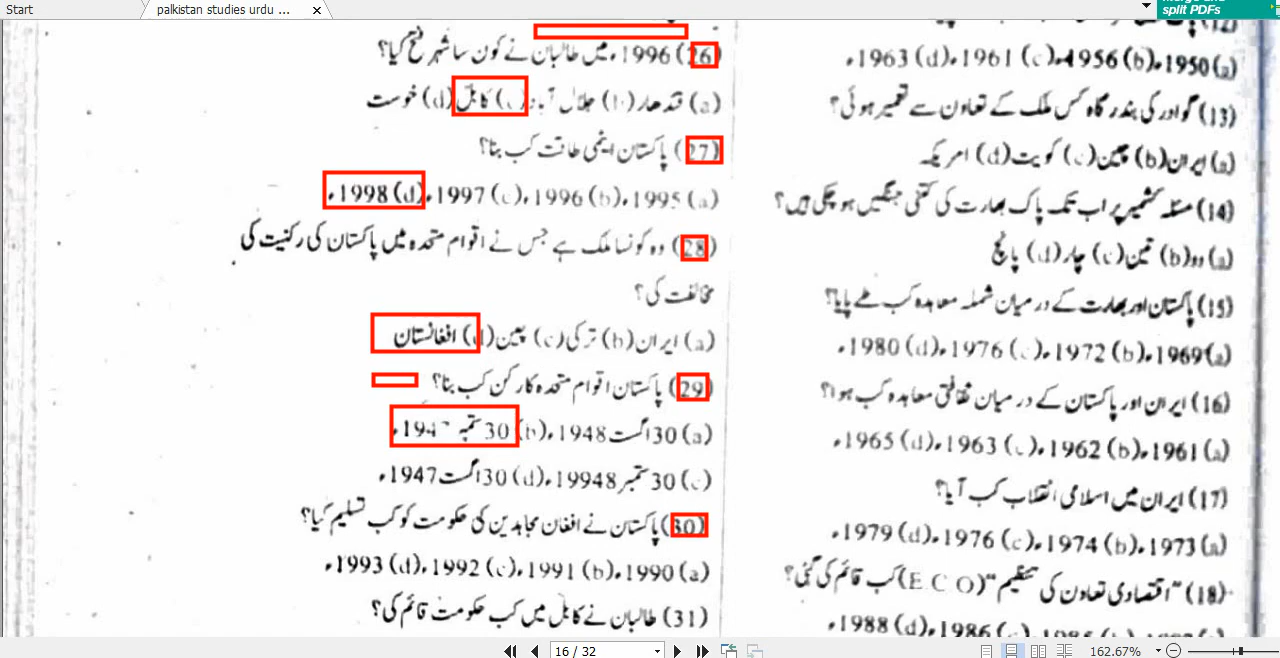 Start
pakistan studies urdu ...
split PDFs
(a) 1950ء (b) 1956ء (c) 1961ء (d) 1963ء
(13) گوادر کی بندرگاہ کس ملک کے تعاون سے تعمیر ہوئی؟
(a) ایران (b) چین (c) کویت (d) امریکہ
(14) مسئلہ کشمیر پر اب تک پاک بھارت کی کتنی جنگیں ہو چکی ہیں؟
(a) دو (b) تین (c) چار (d) پانچ
(15) پاکستان اور بھارت کے درمیان شملہ معاہدہ کب طے پایا؟
(a) 1969ء (b) 1972ء (c) 1976ء (d) 1980ء
(16) ایران اور پاکستان کے درمیان ثقافتی معاہدہ کب ہوا؟
(a) 1961ء (b) 1962ء (c) 1963ء (d) 1965ء
(17) ایران میں اسلامی انقلاب کب آیا؟
(a) 1973ء (b) 1974ء (c) 1976ء (d) 1979ء
(18) "اقتصادی تعاون کی تنظیم" (E C O) کب قائم کی گئی؟
1986ء (d) 1988ء
(26) 1996ء میں طالبان نے کون سا شہر فتح کیا؟
(a) قندھار (b) جلال آباد (c) کابل (d) خوست
(27) پاکستان ایٹمی طاقت کب بنا؟
(a) 1995ء (b) 1996ء (c) 1997ء (d) 1998ء
(28) وہ کونسا ملک ہے جس نے اقوام متحدہ میں پاکستان کی رکنیت کی
مخالفت کی؟
(a) ایران (b) ترکی (c) چین (d) افغانستان
(29) پاکستان اقوام متحدہ کا رکن کب بنا؟
(a) 30 اگست 1948ء (b) 30 ستمبر 1947ء
(c) 30 ستمبر 19948ء (d) 30 اگست 1947ء
(30) پاکستان نے افغان مجاہدین کی حکومت کو کب تسلیم کیا؟
(a) 1990ء (b) 1991ء (c) 1992ء (d) 1993ء
(31) طالبان نے کابل میں کب حکومت قائم کی؟
16 / 32
162.67%